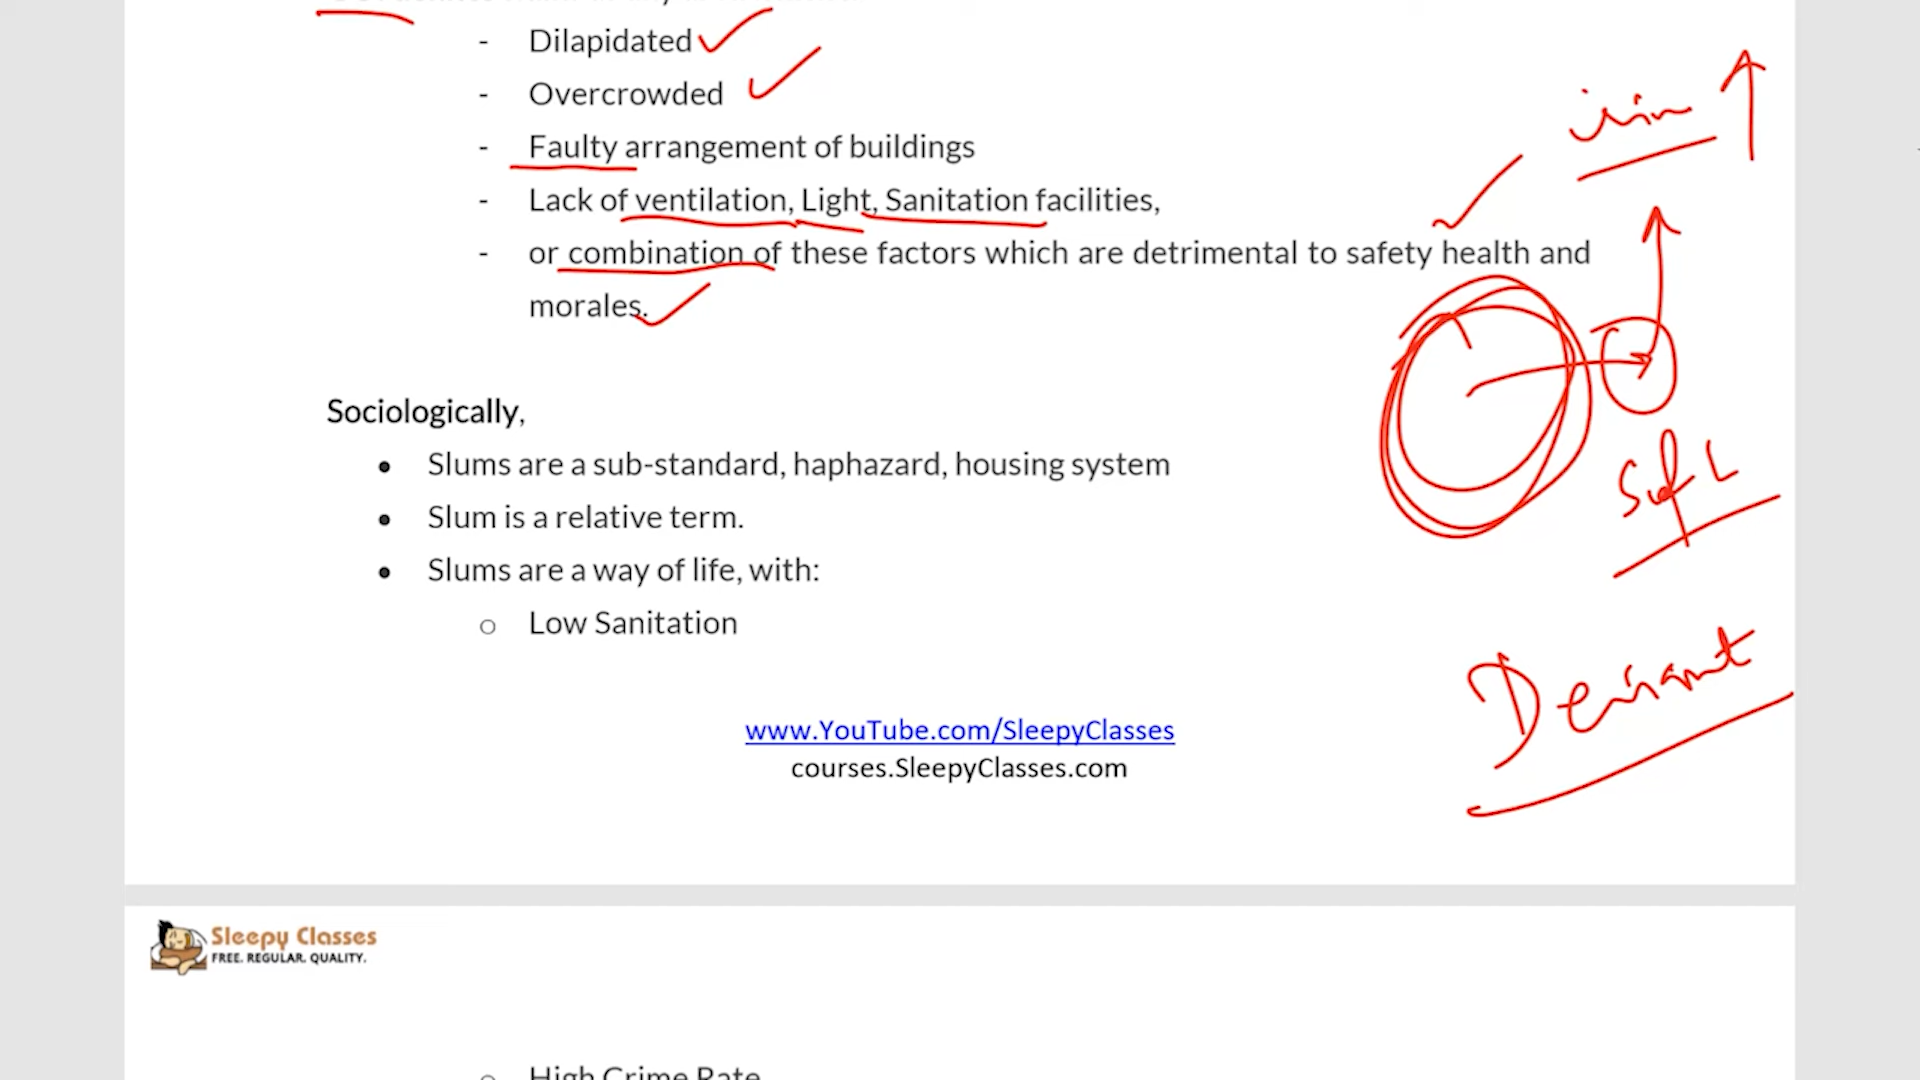 - Dilapidated
- Overcrowded
- Faulty arrangement of buildings
- Lack of ventilation, Light, Sanitation facilities,
- or combination of these factors which are detrimental to safety health and
morales.
Sociologically,
• Slums are a sub-standard, haphazard, housing system
• Slum is a relative term.
• Slums are a way of life, with:
o Low Sanitation
Deviant
www.YouTube.com/SleepyClasses
courses.SleepyClasses.com
Sleepy Classes
FREE. REGULAR. QUALITY.
o High Crime Rate